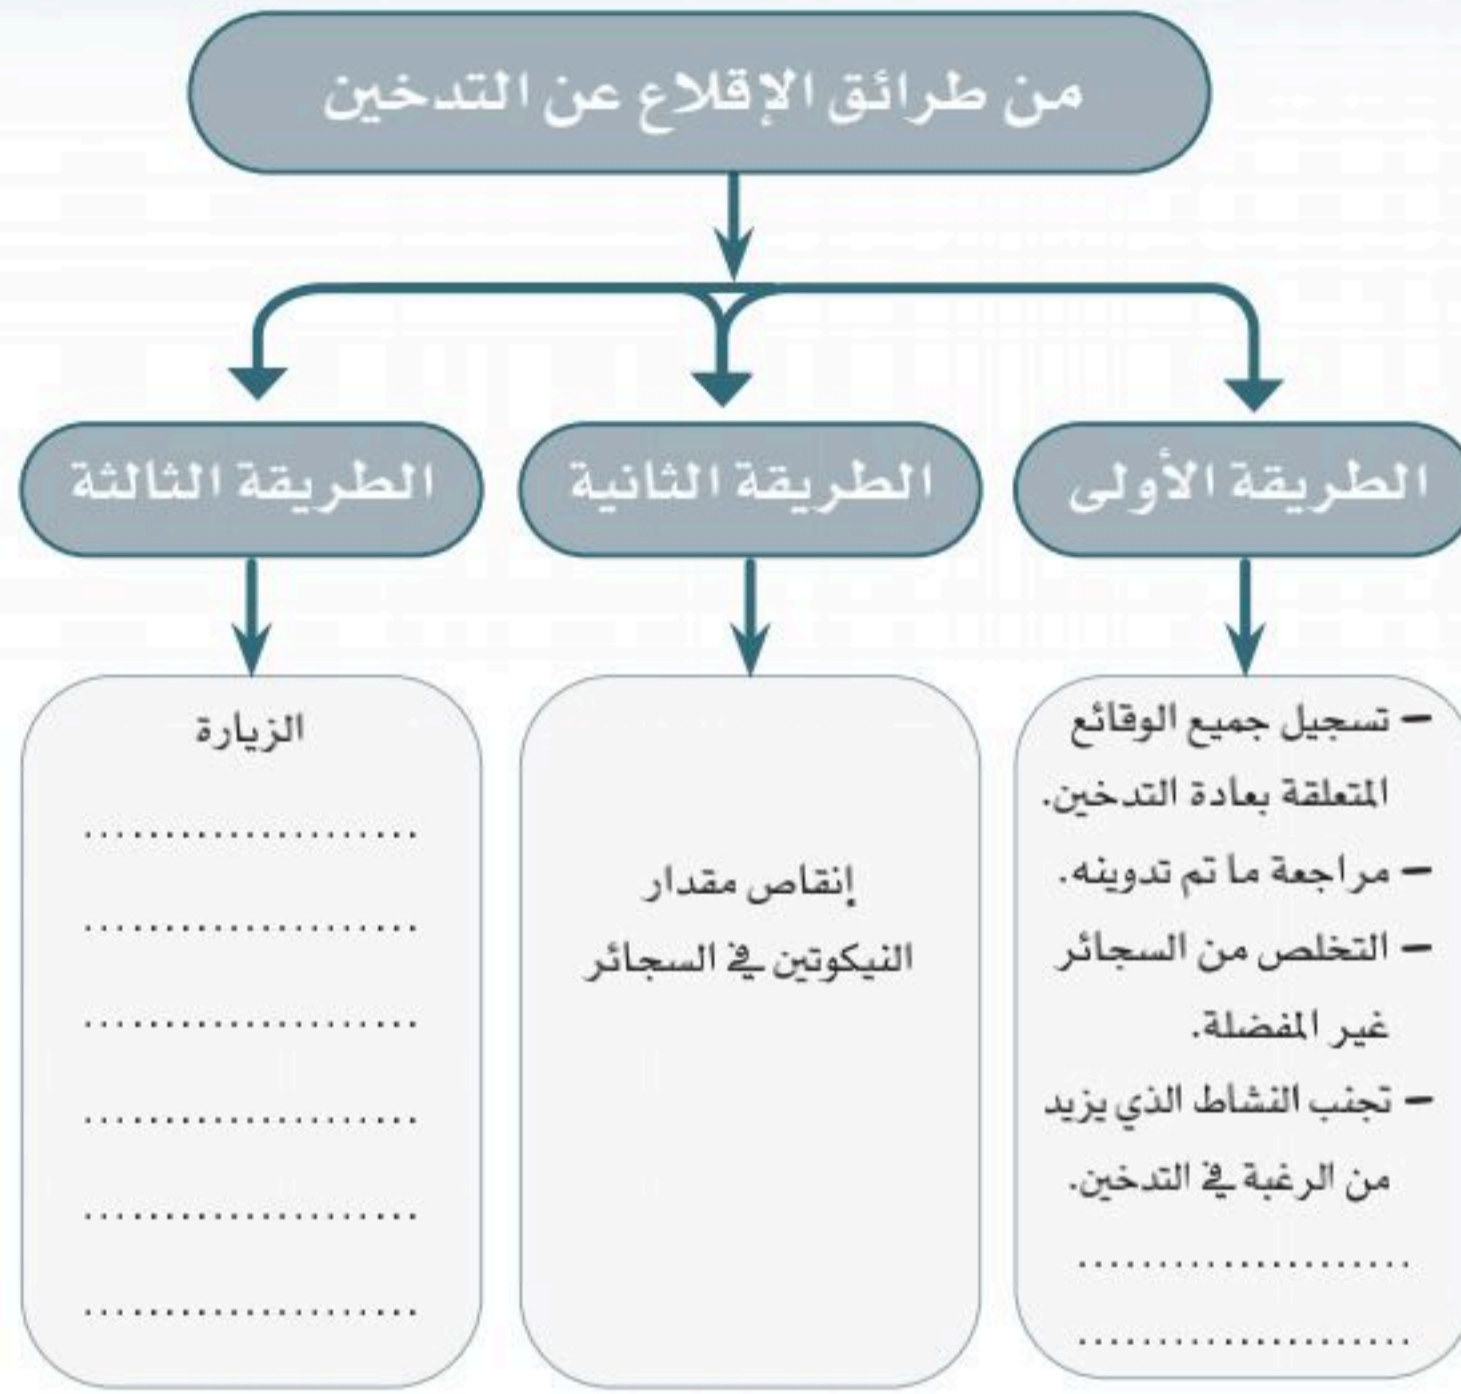 من طرائق الإقلاع عن التدخين
الطريقة الأولى
– تسجيل جميع الوقائع
المتعلقة بعادة التدخين.
– مراجعة ما تم تدوينه.
– التخلص من السجائر
غير المفضلة.
– تجنب النشاط الذي يزيد
من الرغبة في التدخين.
.....................
.....................
الطريقة الثانية
إنقاص مقدار
النيكوتين في السجائر
الطريقة الثالثة
الزيارة
.....................
.....................
.....................
.....................
.....................
.....................